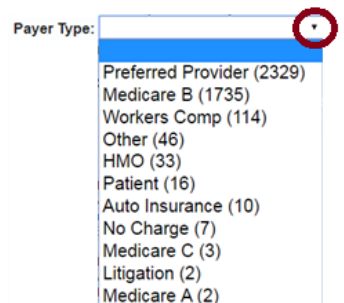 Payer Type:
Preferred Provider (2329)
Medicare B (1735)
Workers Comp (114)
Other (46)
HMO (33)
Patient (16)
Auto Insurance (10)
No Charge (7)
Medicare C (3)
Litigation (2)
Medicare A (2)